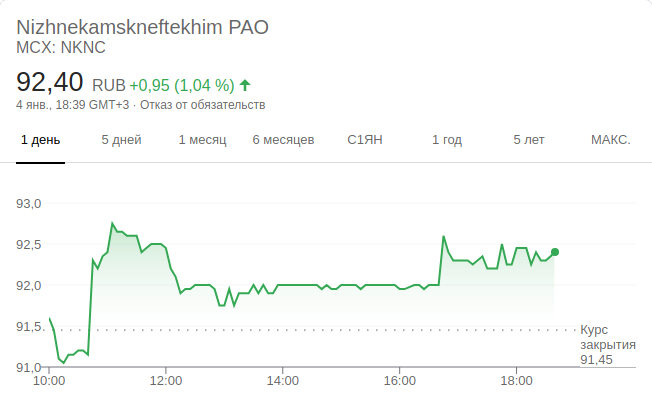 Nizhnekamskneftekhim PAO
MCX: NKNC
92,40 RUB +0,95 (1,04 %)
4 янв., 18:39 GMT+3 · Отказ от обязательств
1 день 5 дней 1 месяц 6 месяцев С1ЯН 1 год 5 лет МАКС.
93,0
92,5
92,0
91,5
Курс
закрытия
91,45
91,0
10:00 12:00 14:00 16:00 18:00